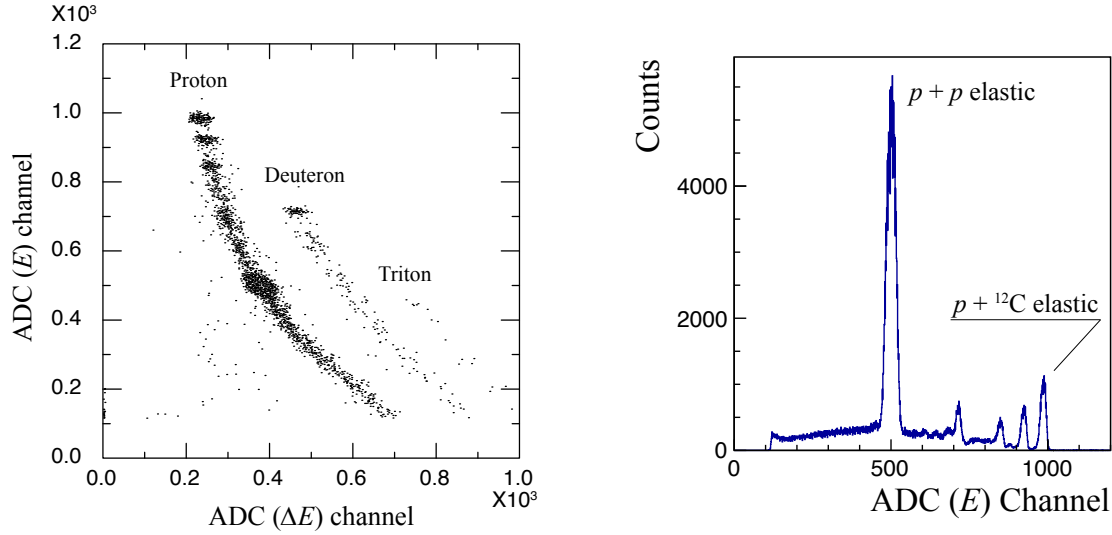 X10³
1.2
1.0
0.8
0.6
0.4
0.2
0.0
Proton
Deuteron
Triton
ADC (E) channel
0.0 0.2 0.4 0.6 0.8 1.0
X10³
ADC (ΔE) channel
Counts
4000
2000
0
p + p elastic
p + ¹²C elastic
0 500 1000
ADC (E) Channel